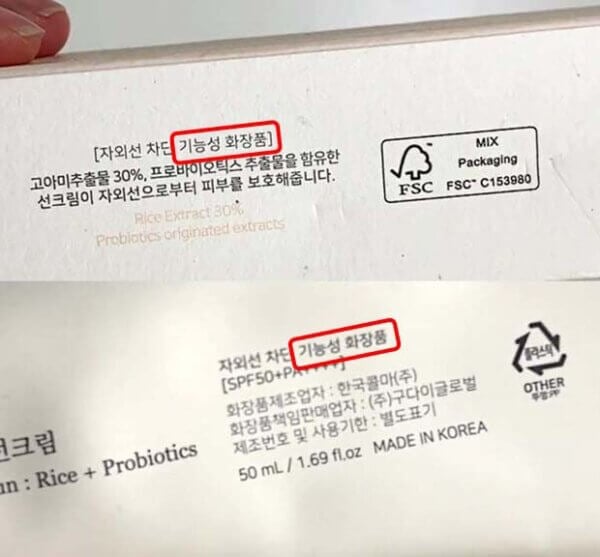 [자외선 차단 기능성 화장품]
고아미추출물 30%, 프로바이오틱스 추출물을 함유한
선크림이 자외선으로부터 피부를 보호해줍니다.
Rice Extract 30%
Probiotics originated extracts
FSC
MIX
Packaging
FSC™ C153980
자외선 차단 기능성 화장품
[SPF50+PA++++]
화장품제조업자 : 한국콜마(주)
화장품책임판매업자 : (주)구다이글로벌
제조번호 및 사용기한 : 별도표기
50 mL / 1.69 fl.oz MADE IN KOREA
선크림
un : Rice + Probiotics
플라스틱
OTHER